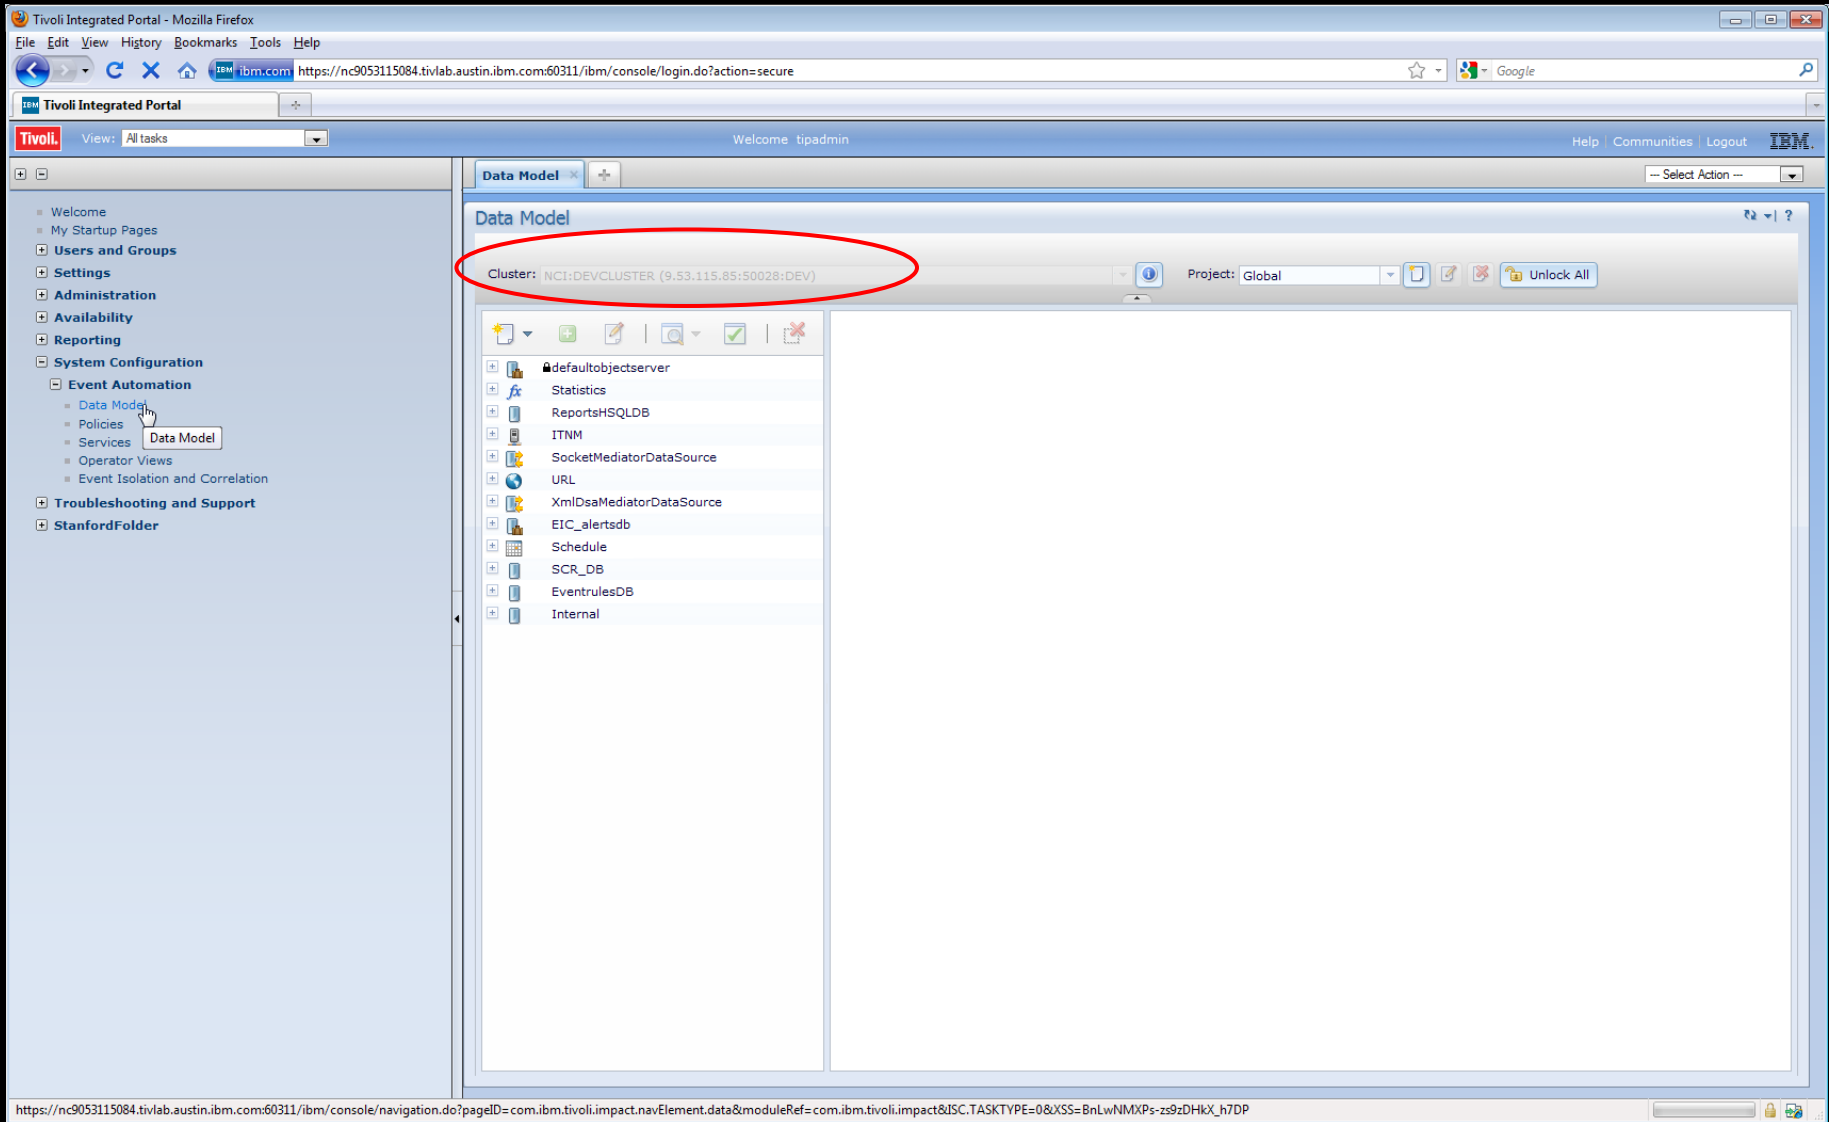 Tivoli Integrated Portal - Mozilla Firefox
File Edit View History Bookmarks Tools Help
IBM ibm.com https://nc9053115084.tivlab.austin.ibm.com:60311/ibm/console/login.do?action=secure Google
IBM Tivoli Integrated Portal
Tivoli. View: All tasks Welcome tipadmin Help | Communities | Logout IBM.
Data Model -- Select Action --
Welcome
My Startup Pages
Users and Groups
Settings
Administration
Availability
Reporting
System Configuration
Event Automation
Data Model
Policies
Services
Data Model
Operator Views
Event Isolation and Correlation
Troubleshooting and Support
StanfordFolder
Data Model ?
Cluster: NCI:DEVCLUSTER (9.53.115.85:50028:DEV) Project: Global Unlock All
defaultobjectserver
fx Statistics
ReportsHSQLDB
ITNM
SocketMediatorDataSource
URL
XmlDsaMediatorDataSource
EIC_alertsdb
Schedule
SCR_DB
EventrulesDB
Internal
https://nc9053115084.tivlab.austin.ibm.com:60311/ibm/console/navigation.do?pageID=com.ibm.tivoli.impact.navElement.data&moduleRef=com.ibm.tivoli.impact&ISC.TASKTYPE=0&XSS=BnLwNMXPs-zs9zDHkX_h7DP